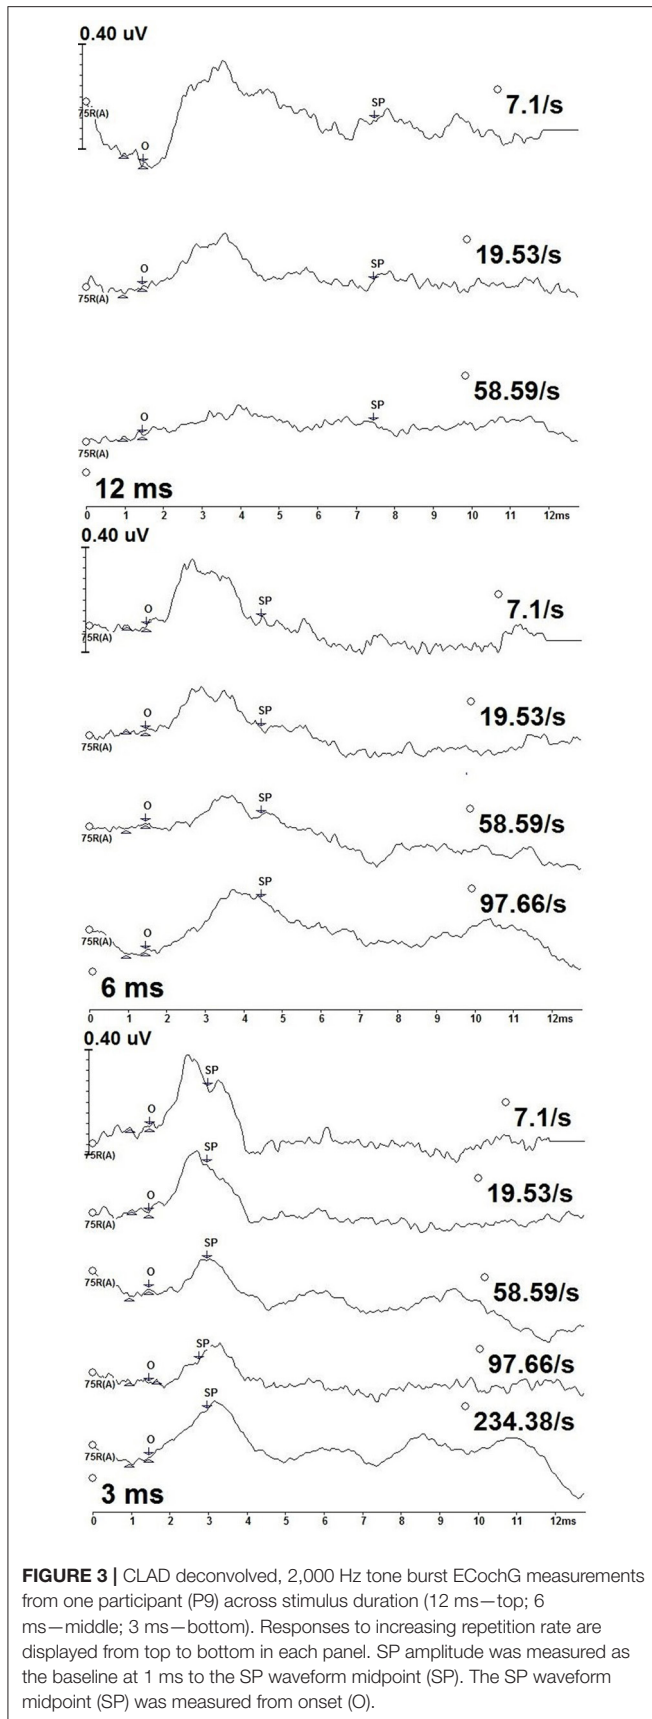 0.40 uV
75R(A)
O
SP
7.1/s
75R(A)
O
SP
19.53/s
75R(A)
O
SP
58.59/s
12 ms
0 1 2 3 4 5 6 7 8 9 10 11 12ms
0.40 uV
75R(A)
O
SP
7.1/s
75R(A)
O
SP
19.53/s
75R(A)
O
SP
58.59/s
75R(A)
O
SP
97.66/s
6 ms
0 1 2 3 4 5 6 7 8 9 10 11 12ms
0.40 uV
75R(A)
O
SP
7.1/s
75R(A)
O
SP
19.53/s
75R(A)
O
SP
58.59/s
75R(A)
O
SP
97.66/s
75R(A)
O
SP
234.38/s
3 ms
0 1 2 3 4 5 6 7 8 9 10 11 12ms
FIGURE 3 | CLAD deconvolved, 2,000 Hz tone burst ECochG measurements
from one participant (P9) across stimulus duration (12 ms—top; 6
ms—middle; 3 ms—bottom). Responses to increasing repetition rate are
displayed from top to bottom in each panel. SP amplitude was measured as
the baseline at 1 ms to the SP waveform midpoint (SP). The SP waveform
midpoint (SP) was measured from onset (O).